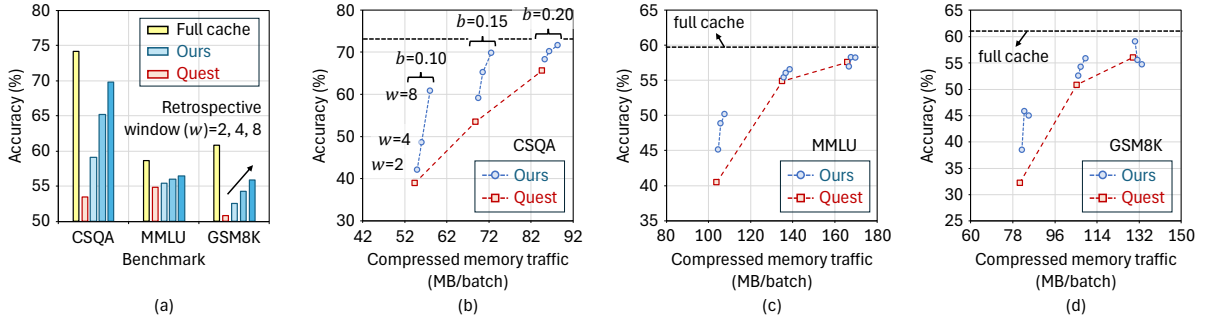 Accuracy (%)
80
75
70
65
60
55
50
Full cache
Ours
Quest
Retrospective
window (w)=2, 4, 8
CSQA
MMLU
GSM8K
Benchmark
(a)
Accuracy (%)
80
70
60
50
40
30
b=0.10
b=0.15
b=0.20
w=8
w=4
w=2
CSQA
Ours
Quest
42
52
62
72
82
92
Compressed memory traffic
(MB/batch)
(b)
Accuracy (%)
65
60
55
50
45
40
35
full cache
MMLU
Ours
Quest
80
100
120
140
160
180
Compressed memory traffic
(MB/batch)
(c)
Accuracy (%)
65
60
55
50
45
40
35
30
25
full cache
GSM8K
Ours
Quest
60
78
96
114
132
150
Compressed memory traffic
(MB/batch)
(d)